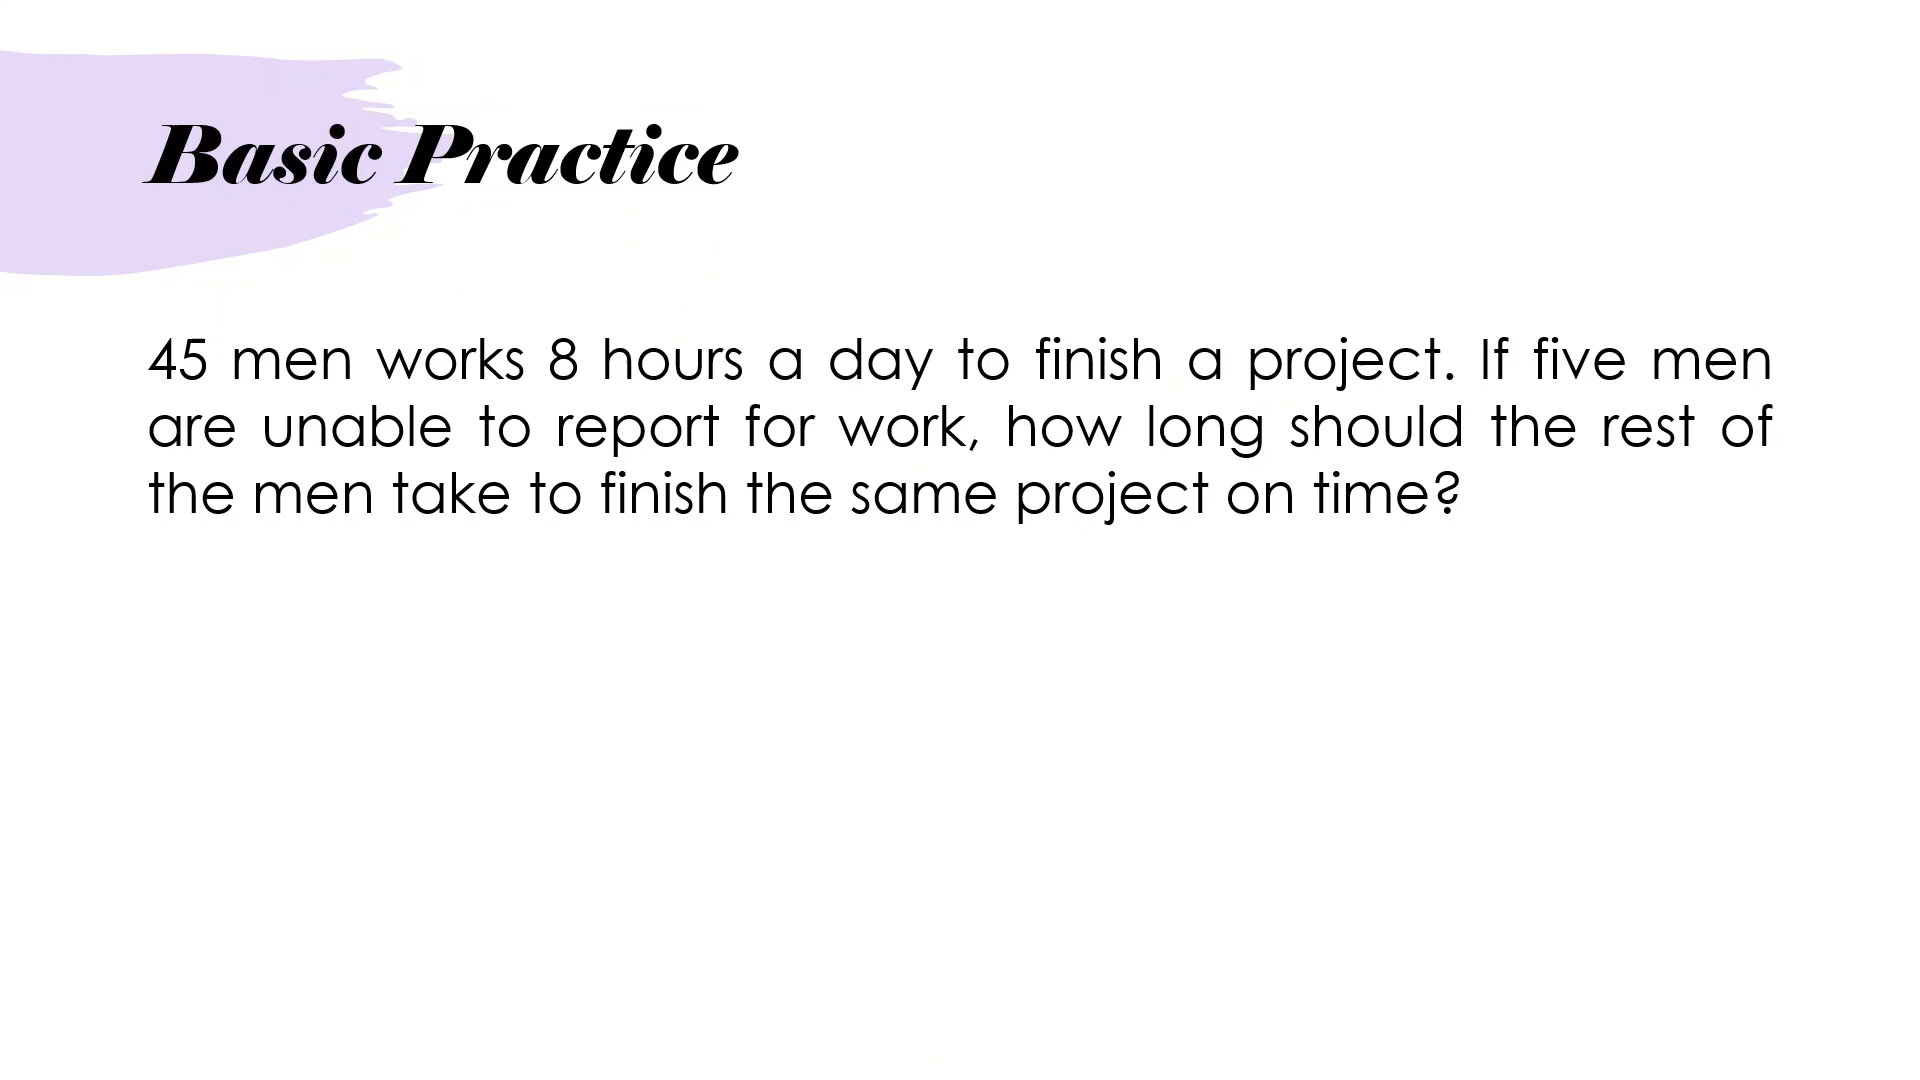 Basic Practice
45 men works 8 hours a day to finish a project. If five men
are unable to report for work, how long should the rest of
the men take to finish the same project on time?